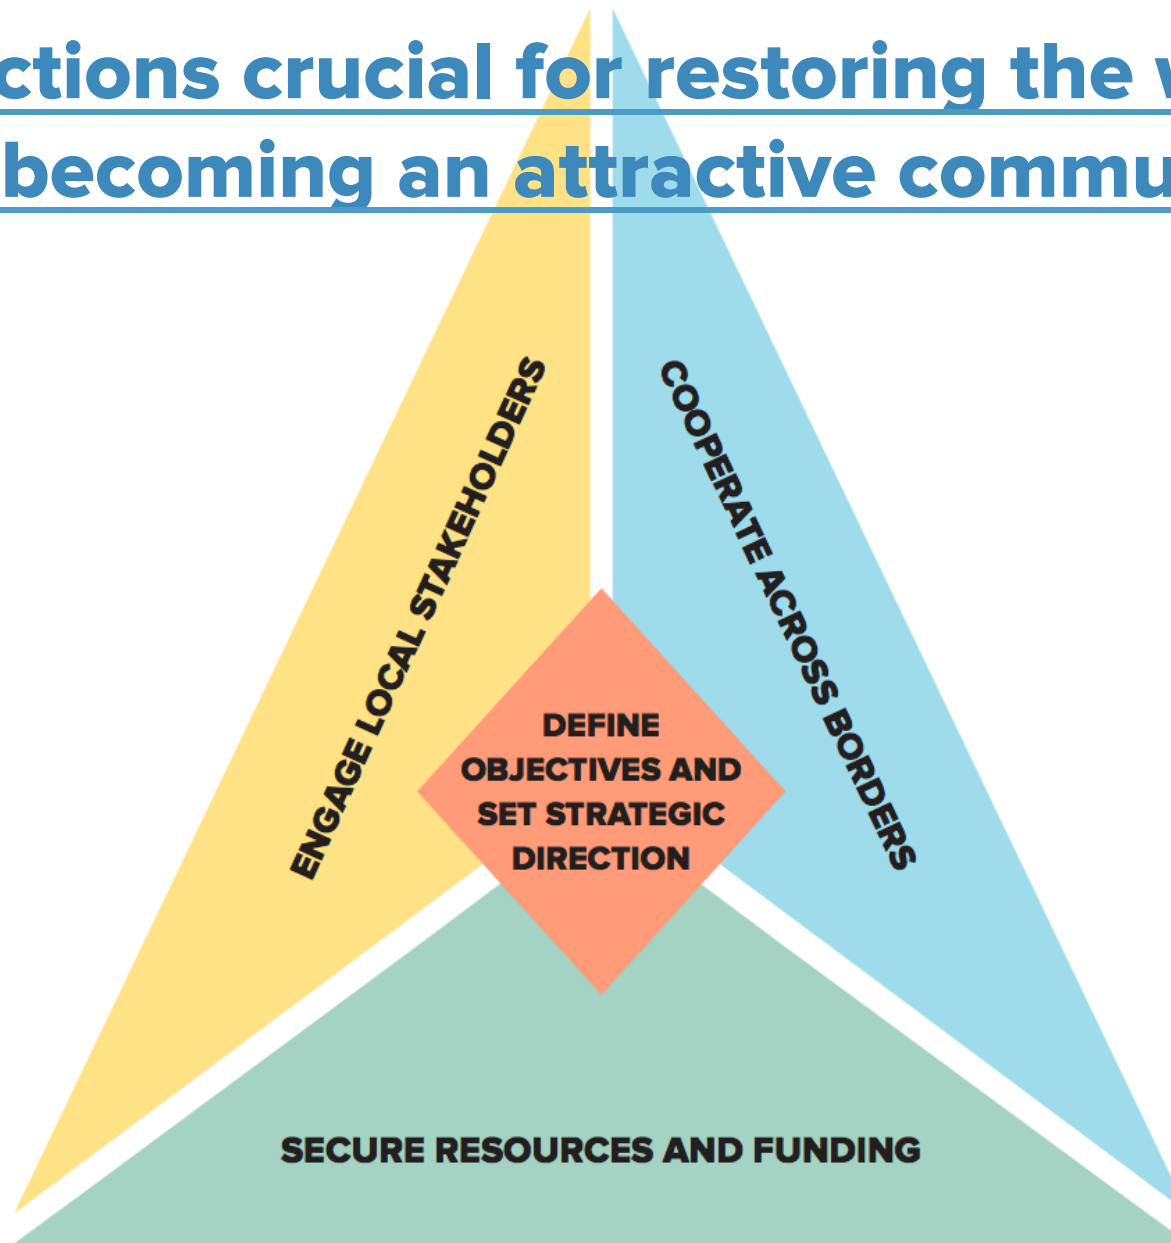 ctions crucial for restoring the
becoming an attractive commu
ENGAGE LOCAL STAKEHOLDERS
COOPERATE ACROSS BORDERS
DEFINE
OBJECTIVES AND
SET STRATEGIC
DIRECTION
SECURE RESOURCES AND FUNDING